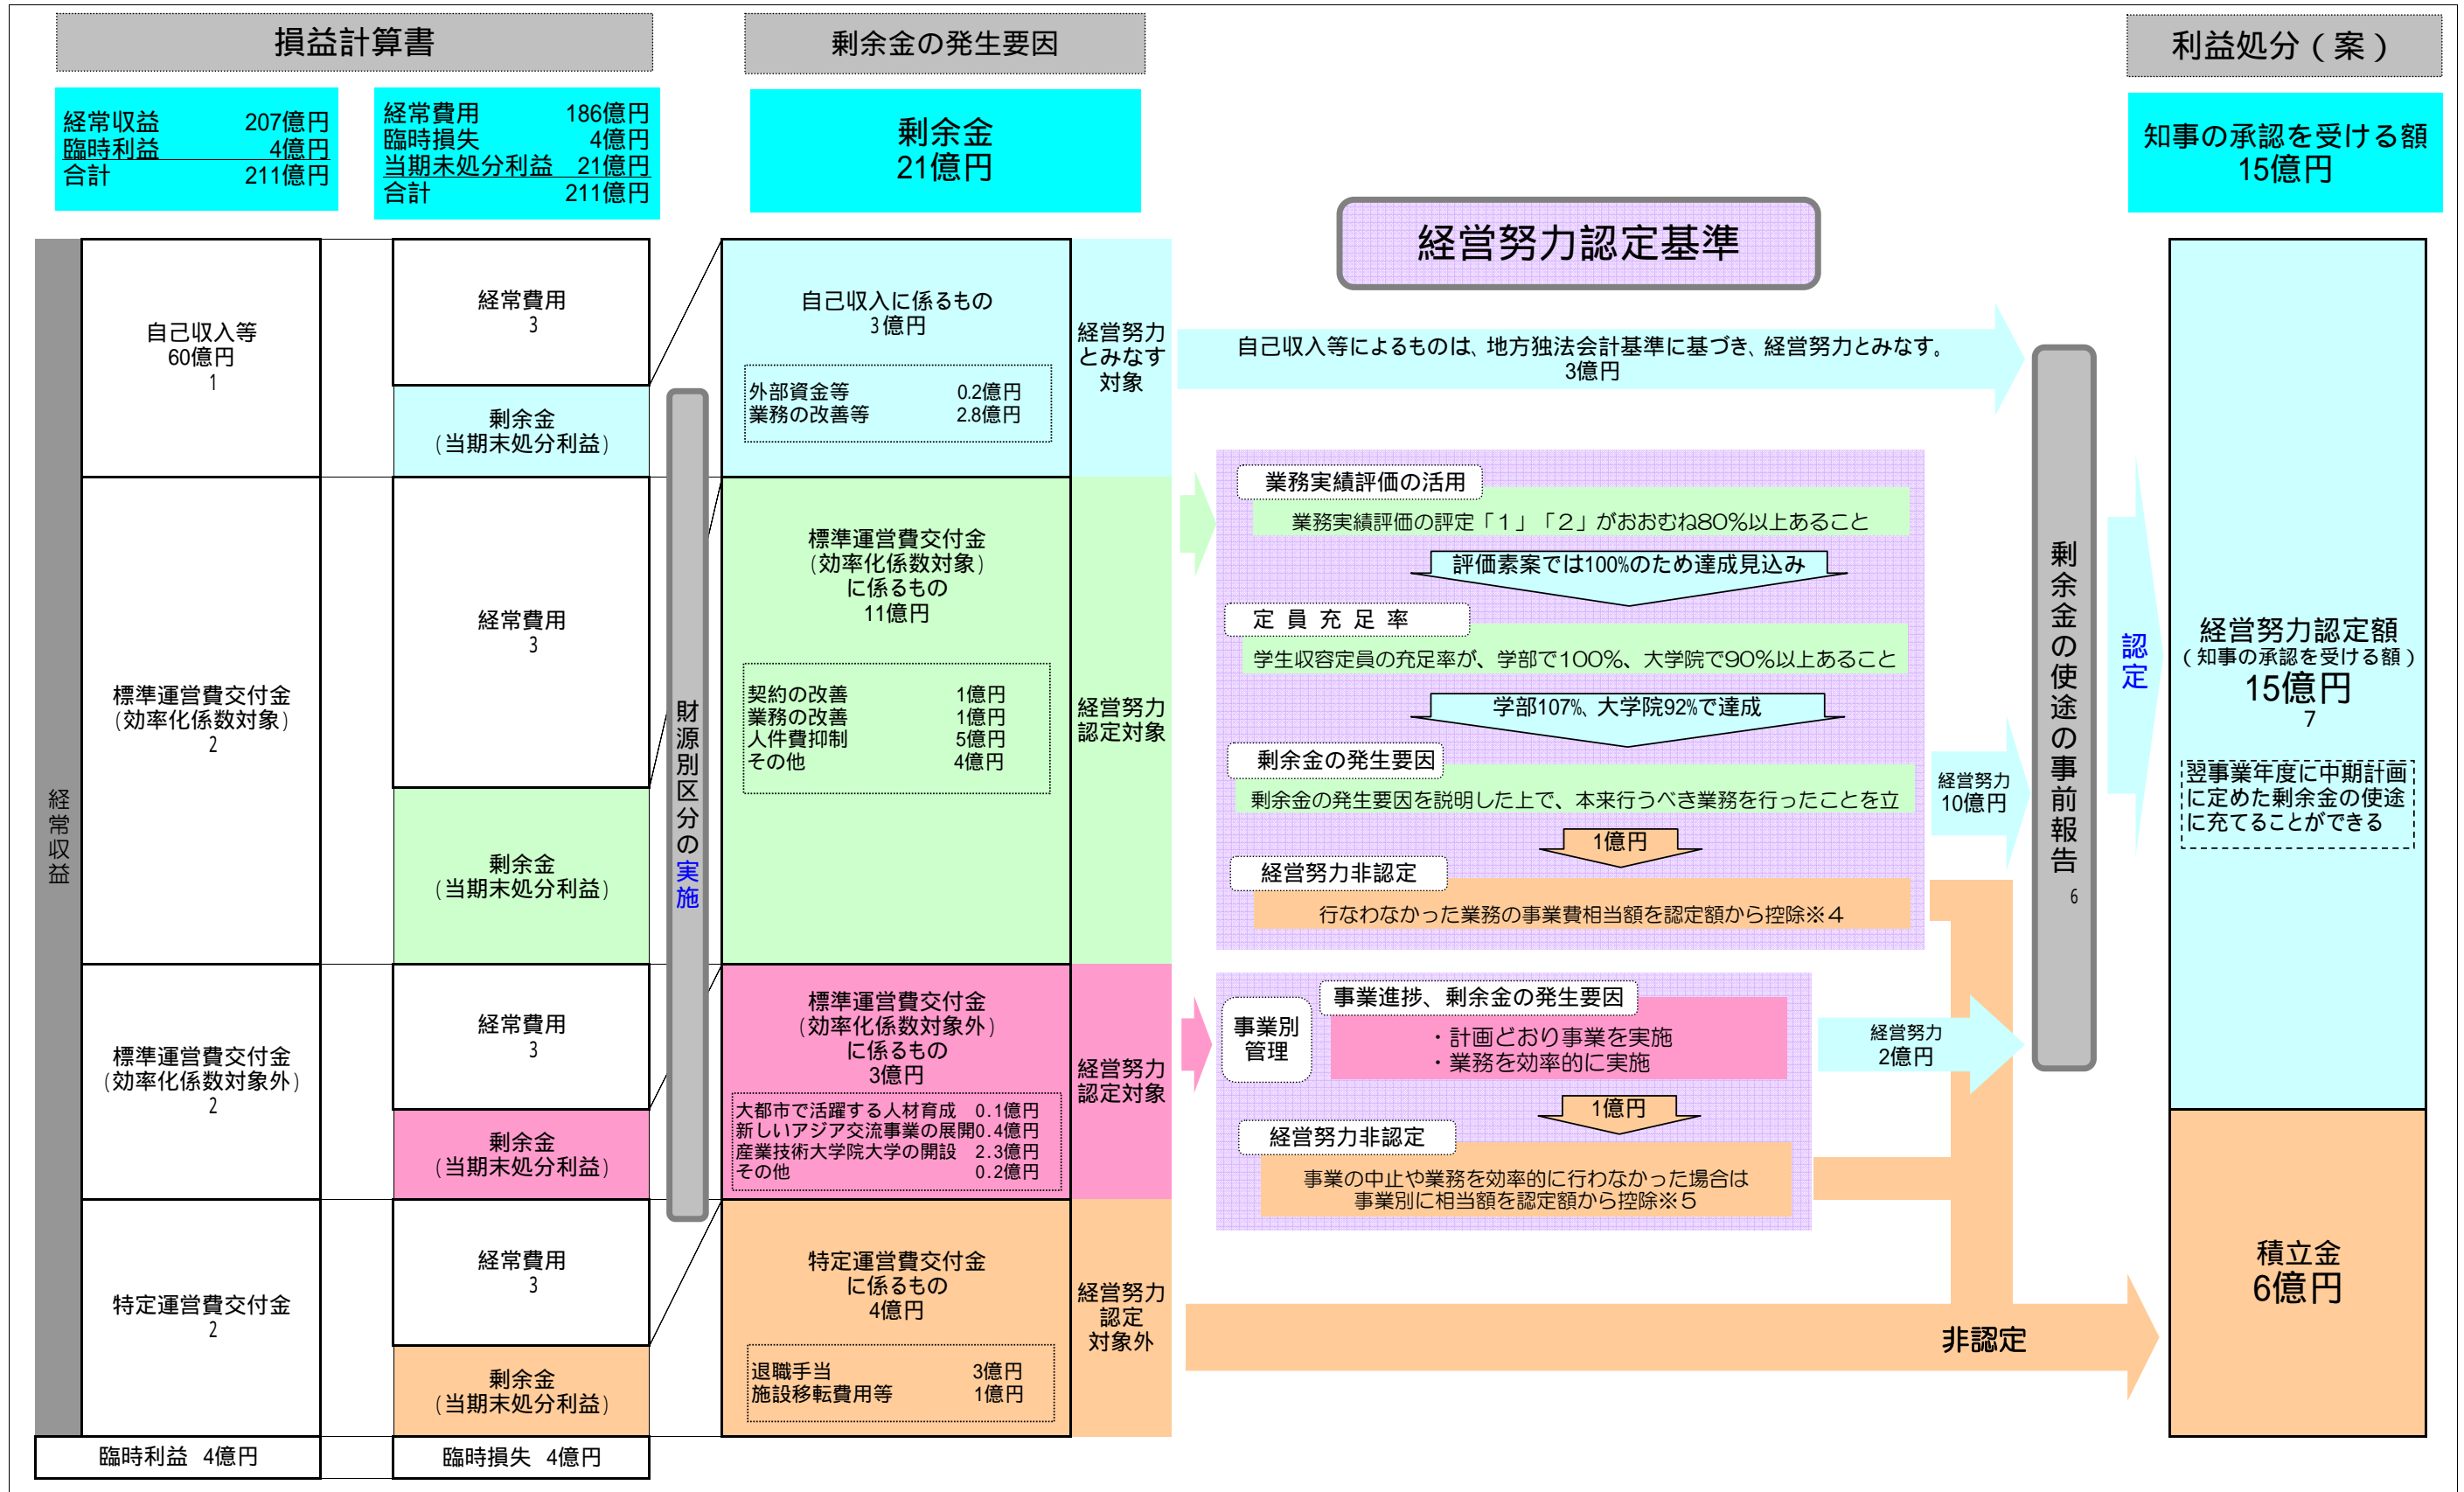 損益計算書
剰余金の発生要因
利益処分(案)
経常収益 207億円
臨時利益 4億円
合計 211億円
経常費用 186億円
臨時損失 4億円
当期未処分利益 21億円
合計 211億円
剰余金
21億円
知事の承認を受ける額
15億円
経営努力認定基準
経常収益
自己収入等
60億円
1
経常費用
3
剰余金
(当期末処分利益)
自己収入に係るもの
3億円
外部資金等 0.2億円
業務の改善等 2.8億円
経営努力
とみなす
対象
自己収入等によるものは、地方独法会計基準に基づき、経営努力とみなす。
3億円
標準運営費交付金
(効率化係数対象)
2
経常費用
3
剰余金
(当期末処分利益)
財源別区分の実施
標準運営費交付金
(効率化係数対象)
に係るもの
11億円
契約の改善 1億円
業務の改善 1億円
人件費抑制 5億円
その他 4億円
経営努力
認定対象
業務実績評価の活用
業務実績評価の評定「1」「2」がおおむね80%以上あること
評価素案では100%のため達成見込み
定員充足率
学生収容定員の充足率が、学部で100%、大学院で90%以上あること
学部107%、大学院92%で達成
剰余金の発生要因
剰余金の発生要因を説明した上で、本来行うべき業務を行ったことを立
1億円
経営努力非認定
行なわなかった業務の事業費相当額を認定額から控除※4
経営努力
10億円
標準運営費交付金
(効率化係数対象外)
2
経常費用
3
剰余金
(当期末処分利益)
標準運営費交付金
(効率化係数対象外)
に係るもの
3億円
大都市で活躍する人材育成 0.1億円
新しいアジア交流事業の展開0.4億円
産業技術大学院大学の開設 2.3億円
その他 0.2億円
経営努力
認定対象
事業別
管理
事業進捗、剰余金の発生要因
・計画どおり事業を実施
・業務を効率的に実施
1億円
経営努力非認定
事業の中止や業務を効率的に行わなかった場合は
事業別に相当額を認定額から控除※5
経営努力
2億円
特定運営費交付金
2
経常費用
3
剰余金
(当期末処分利益)
特定運営費交付金
に係るもの
4億円
退職手当 3億円
施設移転費用等 1億円
経営努力
認定
対象外
非認定
剰余金の使途の事前報告
6
認定
経営努力認定額
(知事の承認を受ける額)
15億円
7
翌事業年度に中期計画
に定めた剰余金の使途
に充てることができる
積立金
6億円
臨時利益 4億円
臨時損失 4億円